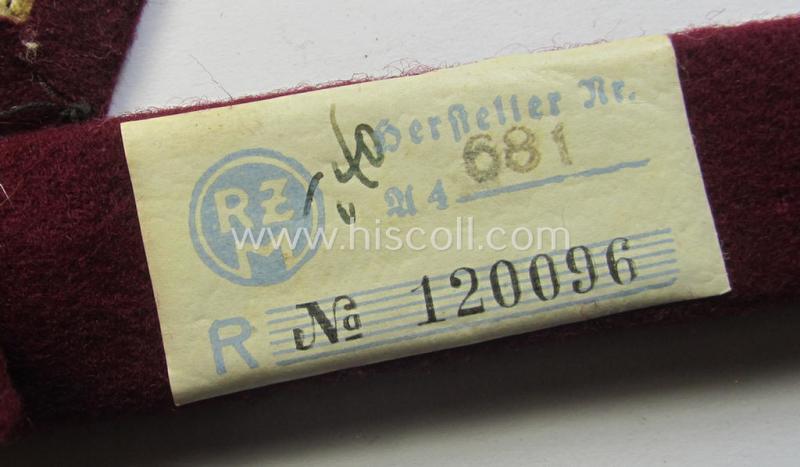 Hersteller Nr.
A 4 681
RZM
www.hiscoll.com
R № 120096